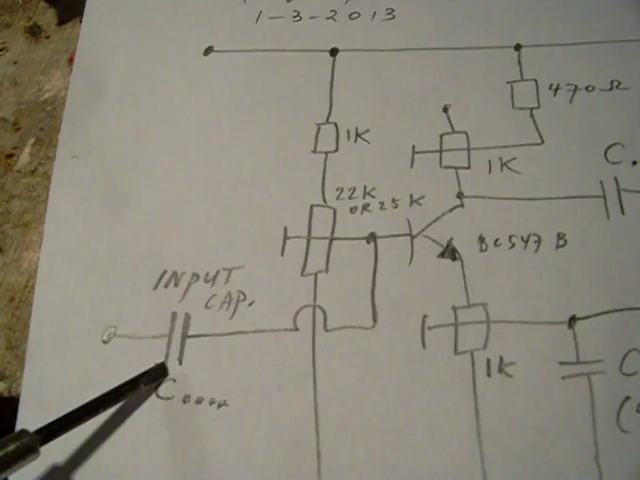 1-3-2013
470Ω
1K
1K
C.
22K
OR 25K
BC547B
INPUT
CAP.
1K
C
C
(